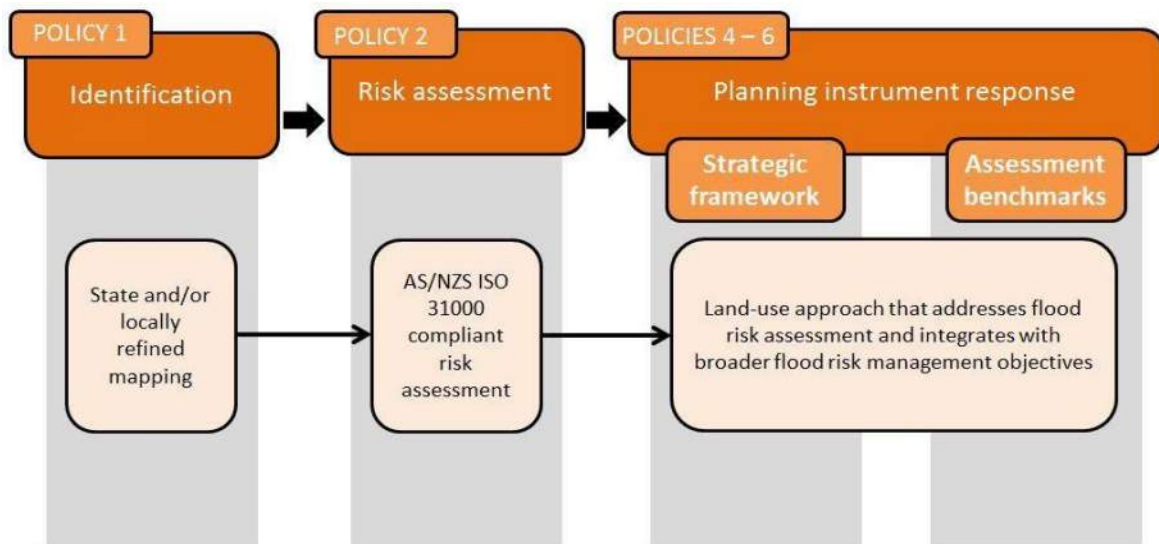 POLICY 1
Identification
POLICY 2
Risk assessment
POLICIES 4 – 6
Planning instrument response
Strategic
framework
Assessment
benchmarks
State and/or
locally
refined
mapping
AS/NZS ISO
31000
compliant
risk
assessment
Land-use approach that addresses flood
risk assessment and integrates with
broader flood risk management objectives